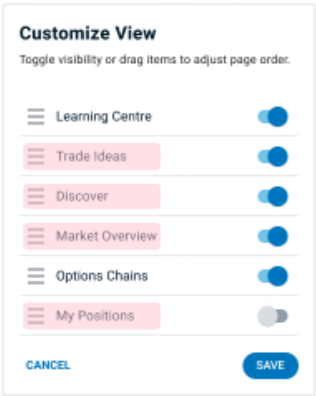 Customize View
Toggle visibility or drag items to adjust page order.
Learning Centre
Trade Ideas
Discover
Market Overview
Options Chains
My Positions
CANCEL
SAVE